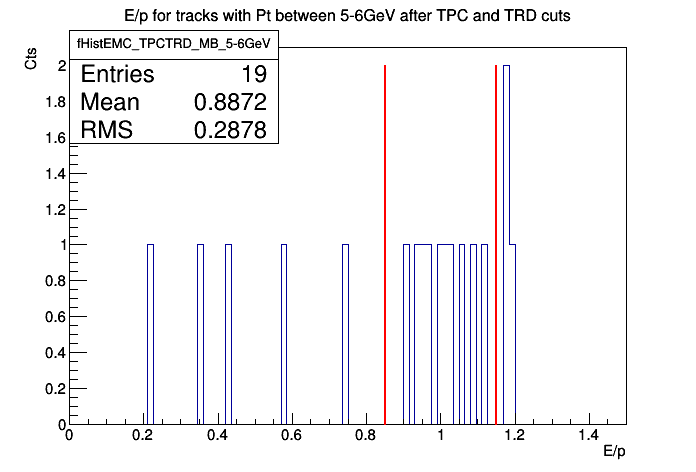 E/p for tracks with Pt between 5-6GeV after TPC and TRD cuts
fHistEMC_TPCTRD_MB_5-6GeV
Entries 19
Mean 0.8872
RMS 0.2878
Cts
2
1.8
1.6
1.4
1.2
1
0.8
0.6
0.4
0.2
0
0 0.2 0.4 0.6 0.8 1 1.2 1.4
E/p